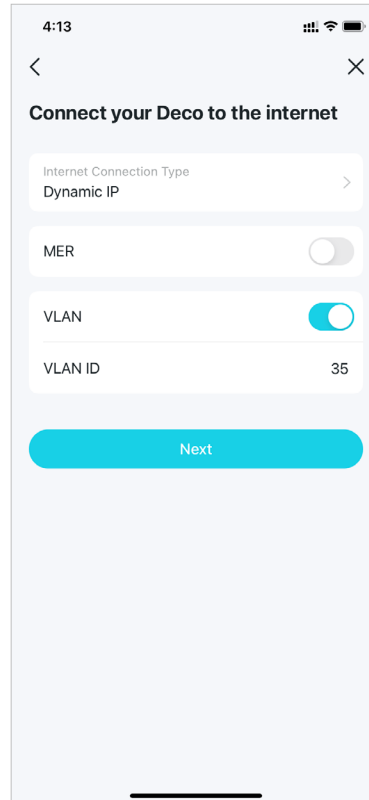 4:13
Connect your Deco to the internet
Internet Connection Type
Dynamic IP
MER
VLAN
VLAN ID 35
Next